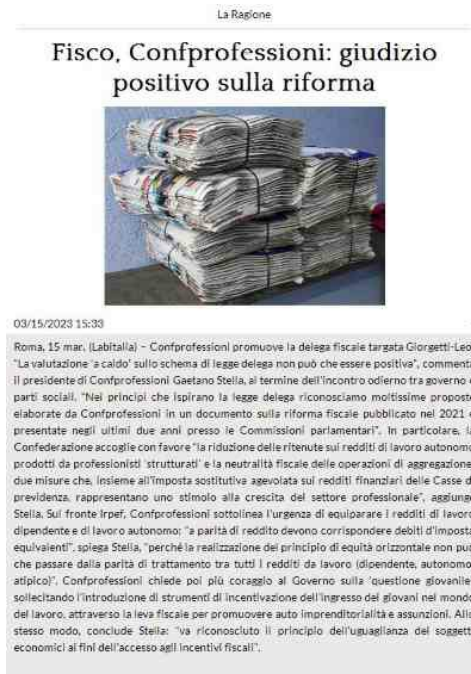 La Ragione
Fisco, Confprofessioni: giudizio
positivo sulla riforma
03/15/2023 15:33
Roma, 15 mar. (Labitalia) – Confprofessioni promuove la delega fiscale targata Giorgetti-Leo
"La valutazione 'a caldo' sullo schema di legge delega non può che essere positiva", commenta
il presidente di Confprofessioni Gaetano Stella, al termine dell'incontro odierno tra governo e
parti sociali. "Nei principi che ispirano la legge delega riconosciamo moltissime proposte
elaborate da Confprofessioni in un documento sulla riforma fiscale pubblicato nel 2021 e
presentate negli ultimi due anni presso le Commissioni parlamentari". In particolare, la
Confederazione accoglie con favore "la riduzione delle ritenute sui redditi di lavoro autonomo
prodotti da professionisti 'strutturati' e la neutralità fiscale delle operazioni di aggregazione
due misure che, insieme all'imposta sostitutiva agevolata sui redditi finanziari delle Casse di
previdenza, rappresentano uno stimolo alla crescita del settore professionale", aggiunge
Stella. Sul fronte Irpef, Confprofessioni sottolinea l'urgenza di equiparare i redditi di lavoro
dipendente e di lavoro autonomo: "a parità di reddito devono corrispondere debiti d'imposta
equivalenti", spiega Stella, "perché la realizzazione del principio di equità orizzontale non può
che passare dalla parità di trattamento tra tutti i redditi da lavoro (dipendente, autonomo,
atipico)". Confprofessioni chiede poi più coraggio al Governo sulla 'questione giovanile'
sollecitando l'introduzione di strumenti di incentivazione dell'ingresso dei giovani nel mondo
del lavoro, attraverso la leva fiscale per promuovere auto imprenditorialità e assunzioni. Allo
stesso modo, conclude Stella: "va riconosciuto il principio dell'uguaglianza dei soggetti
economici ai fini dell'accesso agli incentivi fiscali".